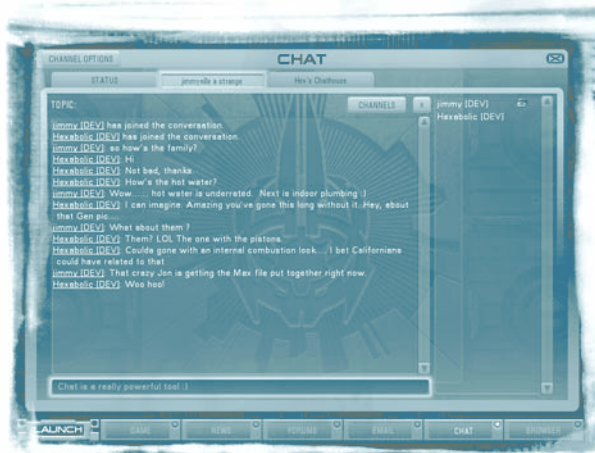 CHANNEL OPTIONS
CHAT
STATUS
jimmyville a strange
Hex's Chathouse
TOPIC:
CHANNELS
x
jimmy [DEV]
Hexabolic [DEV]
jimmy [DEV] has joined the conversation.
Hexabolic [DEV] has joined the conversation.
jimmy [DEV]: so how's the family?
Hexabolic [DEV]: Hi
Hexabolic [DEV]: Not bad, thanks.
Hexabolic [DEV]: How's the hot water?
jimmy [DEV]: Wow...... hot water is underrated. Next is indoor plumbing :)
Hexabolic [DEV]: I can imagine. Amazing you've gone this long without it. Hey, about
that Gen pic....
jimmy [DEV]: What about them ?
Hexabolic [DEV]: Them? LOL The one with the pistons.
Hexabolic [DEV]: Coulda gone with an internal combustion look.... I bet Californians
could have related to that.
jimmy [DEV]: That crazy Jon is getting the Max file put together right now.
Hexabolic [DEV]: Woo hoo!
Chat is a really powerful tool :)
LAUNCH
GAME
NEWS
FORUMS
EMAIL
CHAT
BROWSER